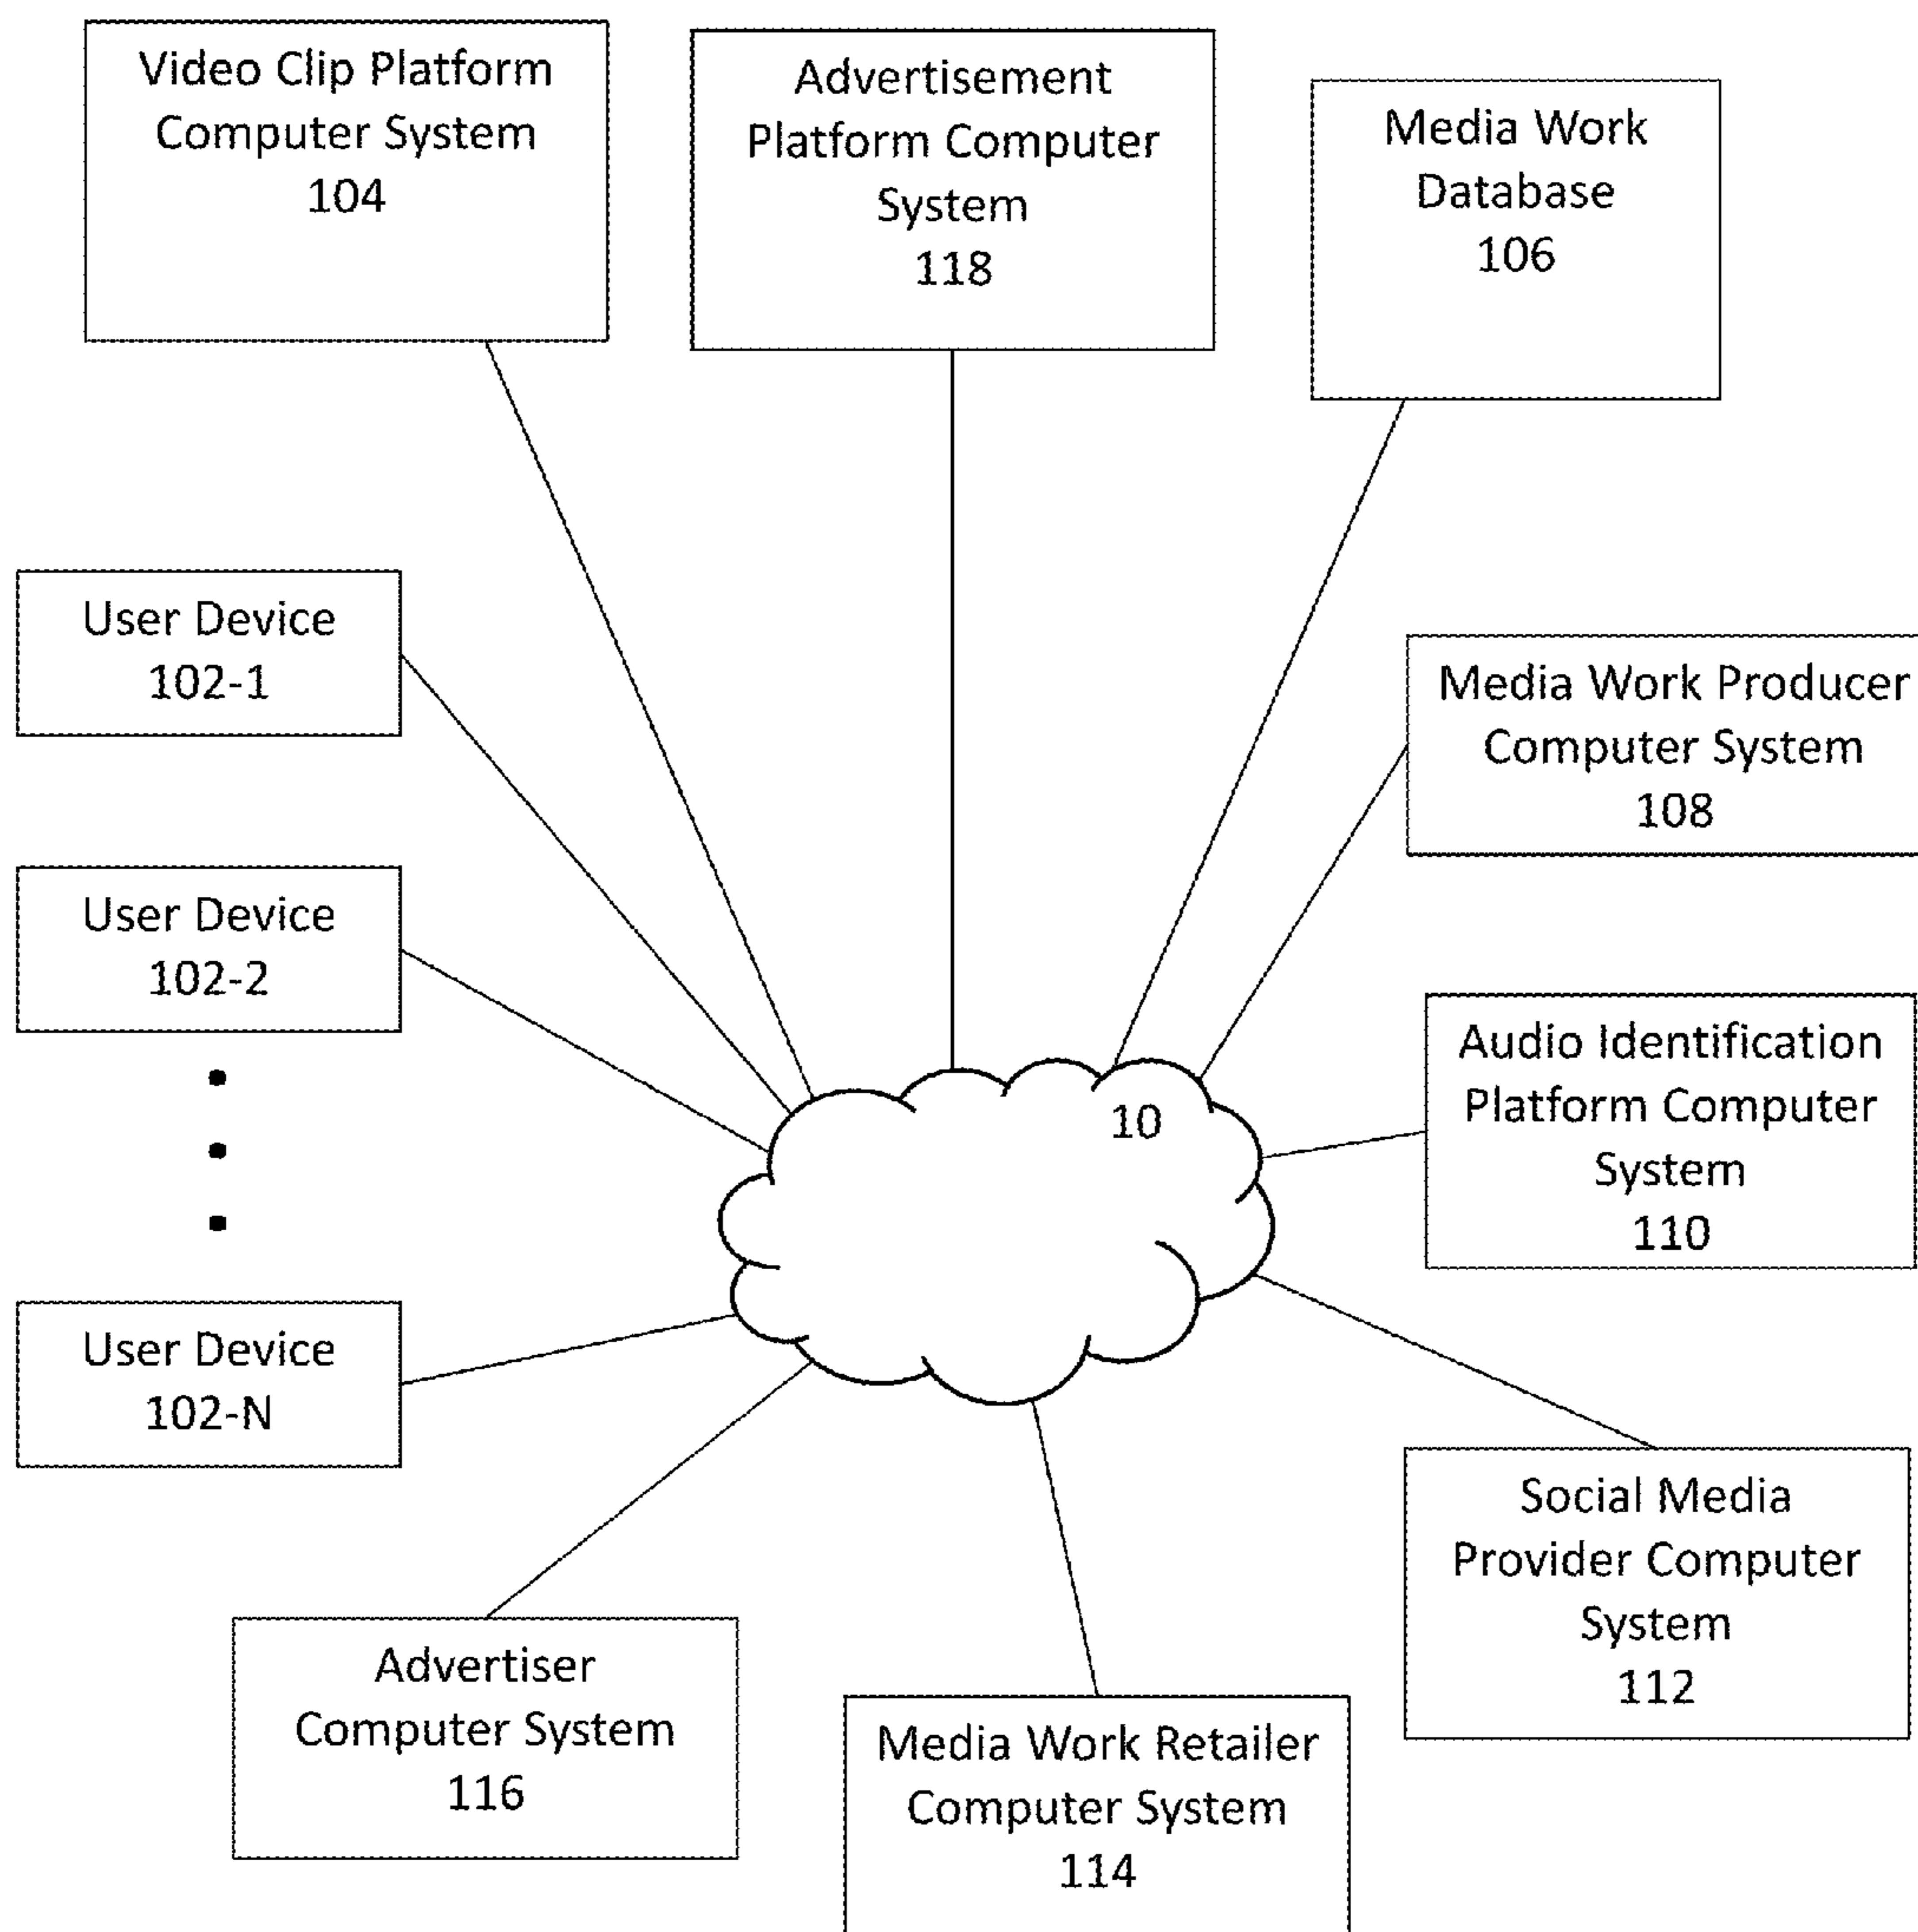 Video Clip Platform
Computer System
104
Advertisement
Platform Computer
System
118
Media Work
Database
106
User Device
102-1
Media Work Producer
Computer System
108
User Device
102-2
Audio Identification
Platform Computer
System
110
10
User Device
102-N
Social Media
Provider Computer
System
112
Advertiser
Computer System
116
Media Work Retailer
Computer System
114